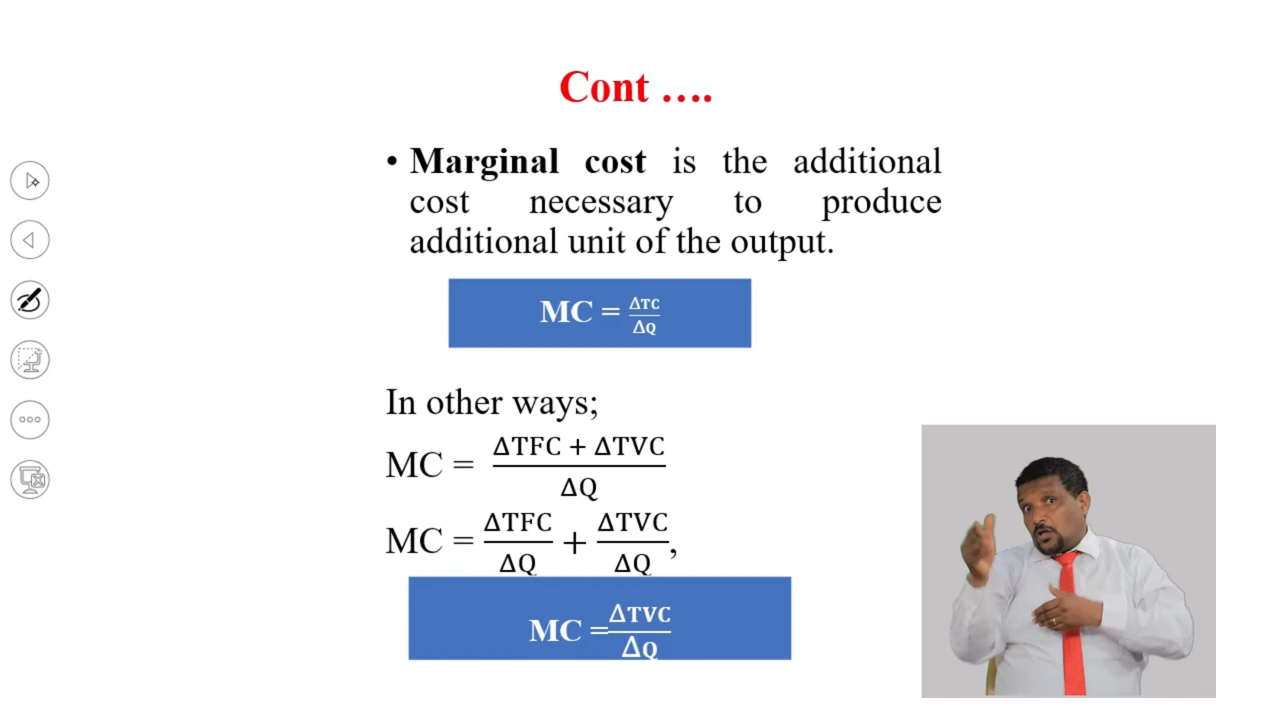 Cont ….
• Marginal cost is the additional
cost necessary to produce
additional unit of the output.
MC = ΔTC/ΔQ
In other ways;
MC = (ΔTFC + ΔTVC)/ΔQ
MC = ΔTFC/ΔQ + ΔTVC/ΔQ,
MC =ΔTVC/ΔQ